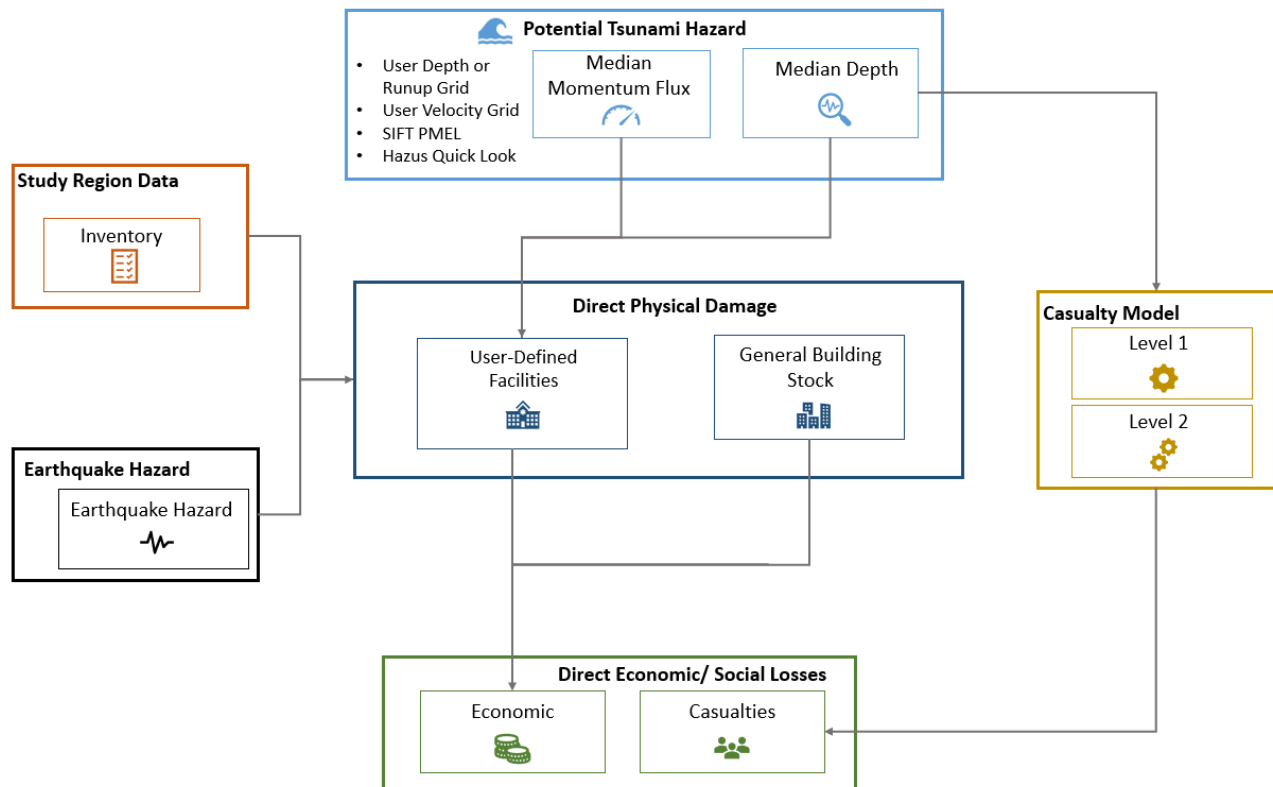 Potential Tsunami Hazard
• User Depth or
Runup Grid
• User Velocity Grid
• SIFT PMEL
• Hazus Quick Look
Median
Momentum Flux
Median Depth
Study Region Data
Inventory
Direct Physical Damage
User-Defined
Facilities
General Building
Stock
Casualty Model
Level 1
Level 2
Earthquake Hazard
Earthquake Hazard
Direct Economic/ Social Losses
Economic
Casualties